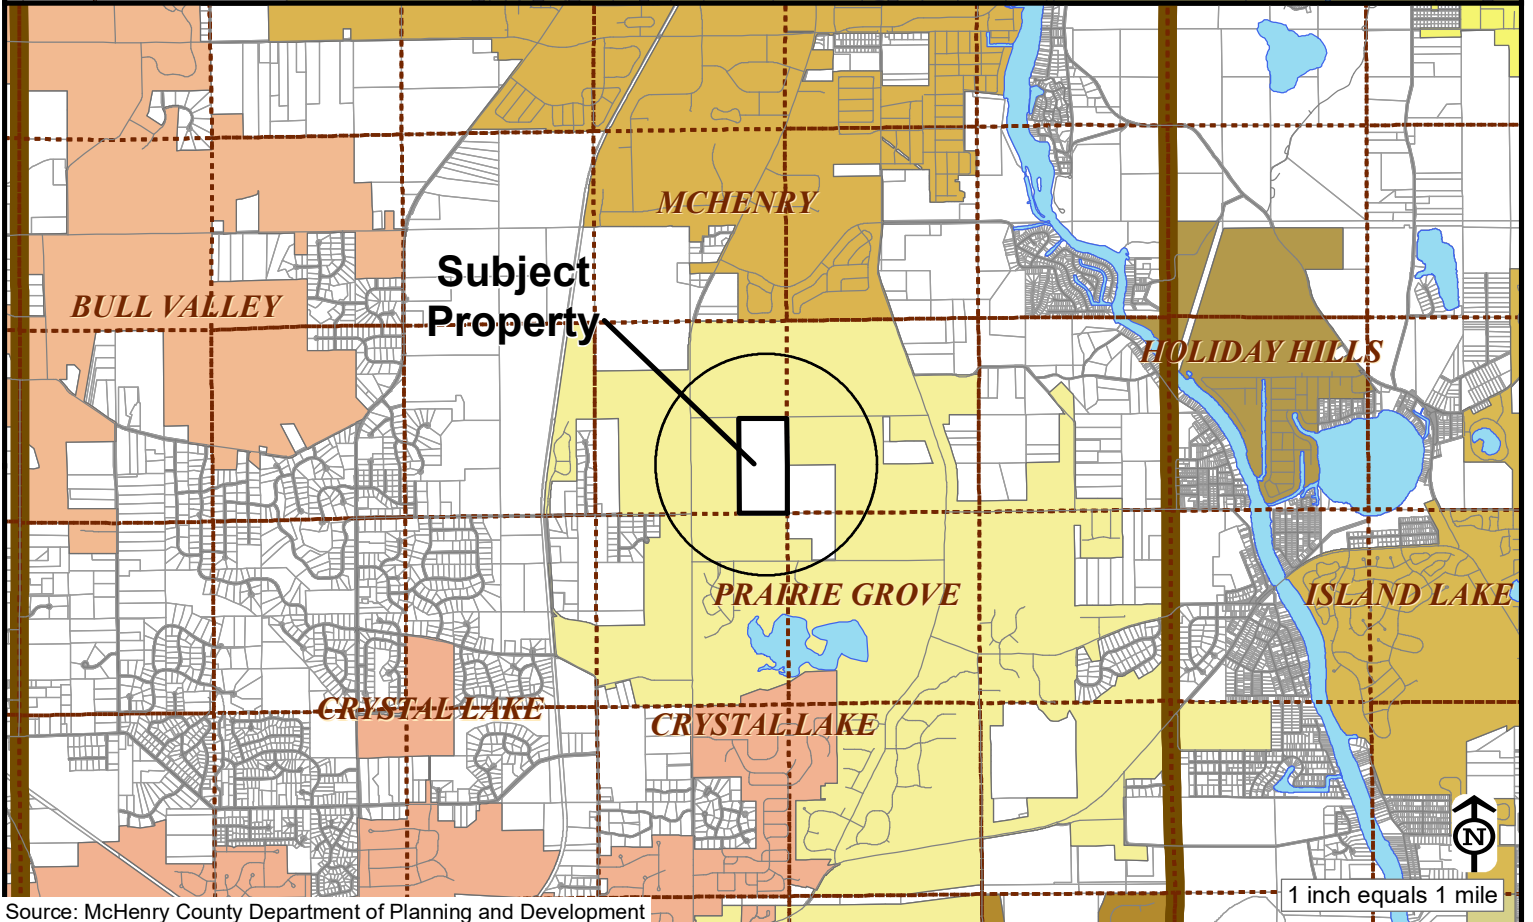 MCHENRY
Subject
Property
BULL VALLEY
HOLIDAY HILLS
PRAIRIE GROVE
ISLAND LAKE
CRYSTAL LAKE
CRYSTAL LAKE
N
1 inch equals 1 mile
Source: McHenry County Department of Planning and Development